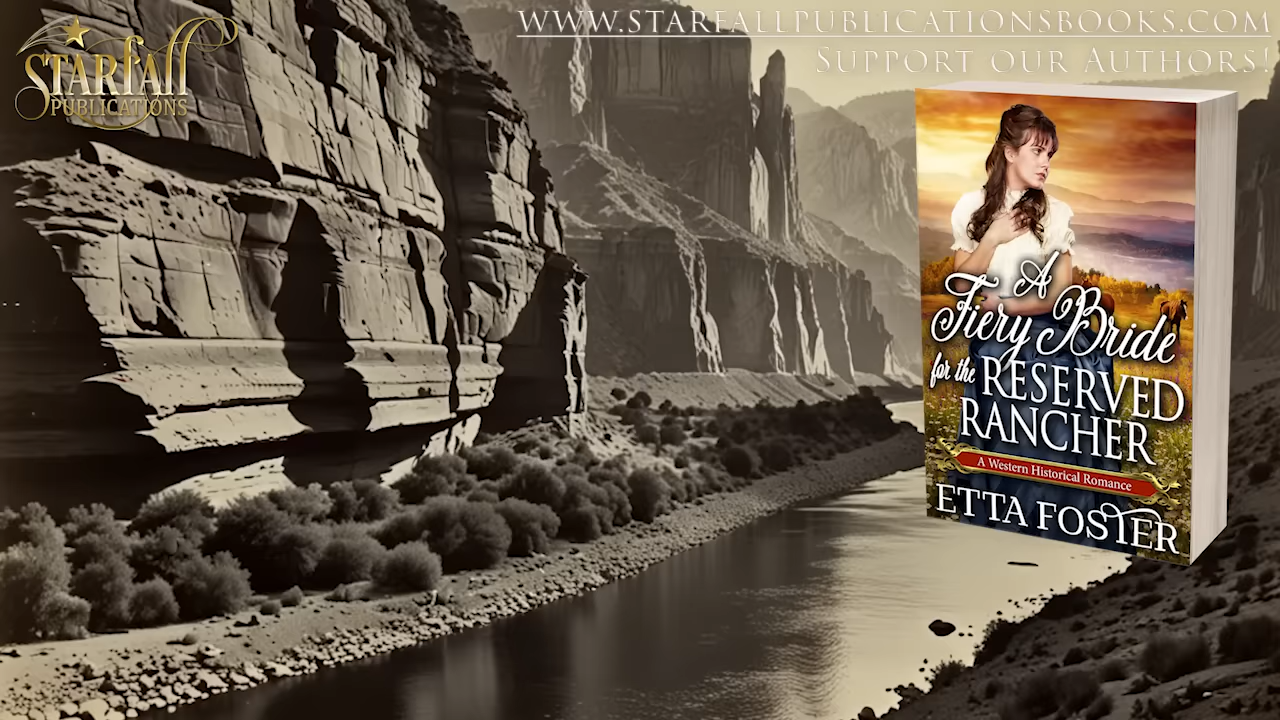 STARfall
PUBLICATIONS
WWW.STARFALLPUBLICATIONSBOOKS.COM
SUPPORT OUR AUTHORS!
A
Fiery Bride
for the RESERVED
RANCHER
A Western Historical Romance
ETTA FOSTER